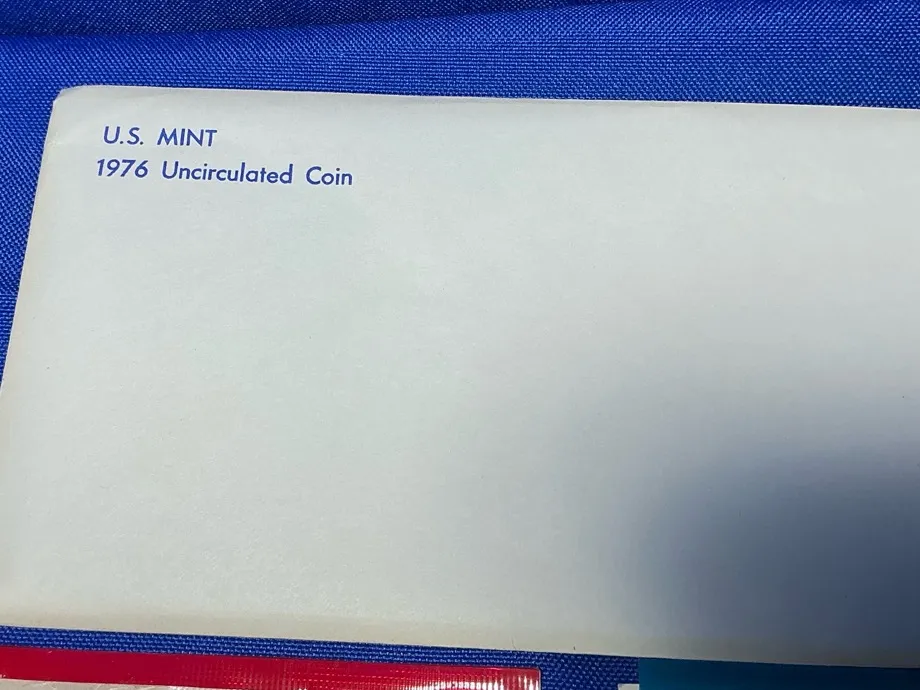 U.S. MINT
1976 Uncirculated Coin